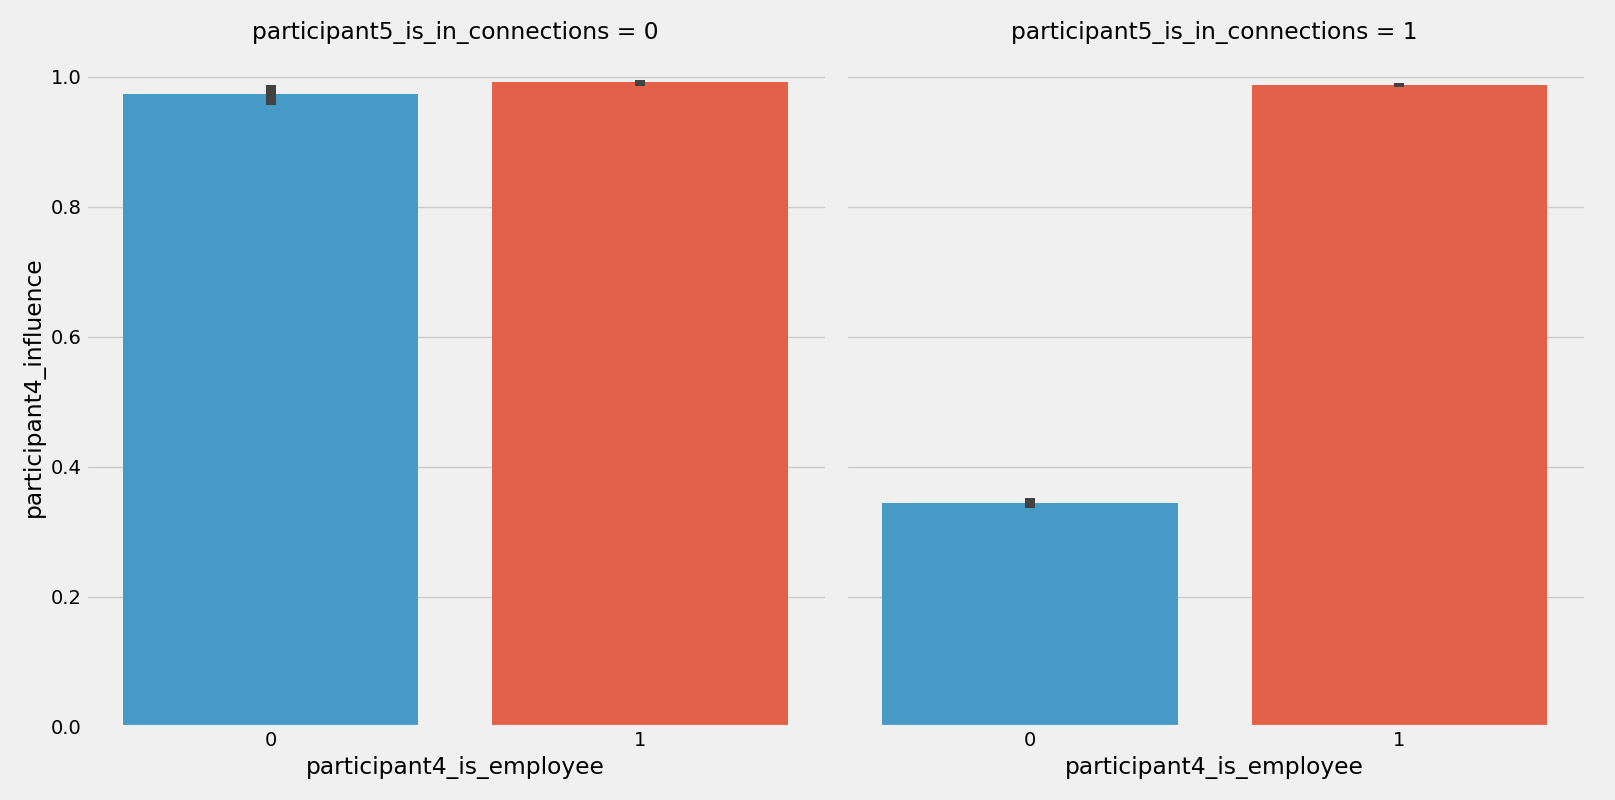 participant5_is_in_connections = 0
participant5_is_in_connections = 1
participant4_influence
1.0
0.8
0.6
0.4
0.2
0.0
0
1
0
1
participant4_is_employee
participant4_is_employee